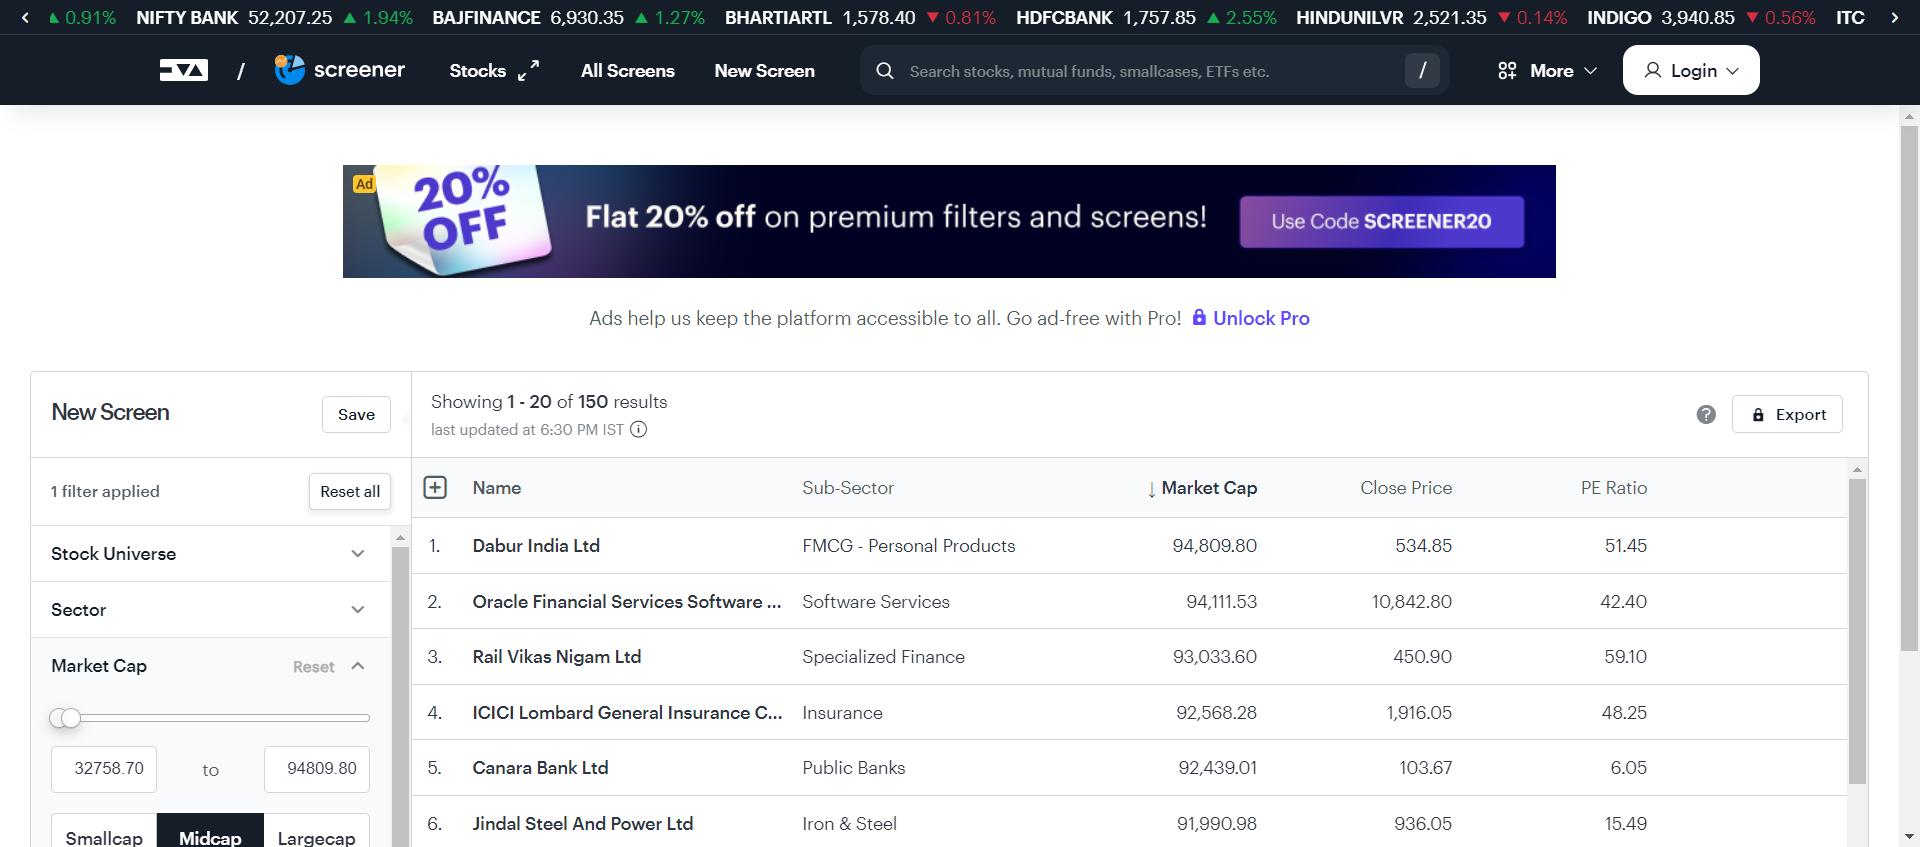 0.91% NIFTY BANK 52,207.25 ▲ 1.94% BAJFINANCE 6,930.35 ▲ 1.27% BHARTIARTL 1,578.40 ▼ 0.81% HDFCBANK 1,757.85 ▲ 2.55% HINDUNILVR 2,521.35 ▼ 0.14% INDIGO 3,940.85 ▼ 0.56% ITC
/ screener Stocks All Screens New Screen Search stocks, mutual funds, smallcases, ETFs etc. / More Login
Ad
20%
OFF
Flat 20% off on premium filters and screens!
Use Code SCREENER20
Ads help us keep the platform accessible to all. Go ad-free with Pro! Unlock Pro
New Screen
Save
1 filter applied
Reset all
Stock Universe
Sector
Market Cap Reset
32758.70 to 94809.80
Smallcap Midcap Largecap
Showing 1 - 20 of 150 results
last updated at 6:30 PM IST
? Export
Name Sub-Sector ↓ Market Cap Close Price PE Ratio
1. Dabur India Ltd FMCG - Personal Products 94,809.80 534.85 51.45
2. Oracle Financial Services Software ... Software Services 94,111.53 10,842.80 42.40
3. Rail Vikas Nigam Ltd Specialized Finance 93,033.60 450.90 59.10
4. ICICI Lombard General Insurance C... Insurance 92,568.28 1,916.05 48.25
5. Canara Bank Ltd Public Banks 92,439.01 103.67 6.05
6. Jindal Steel And Power Ltd Iron & Steel 91,990.98 936.05 15.49